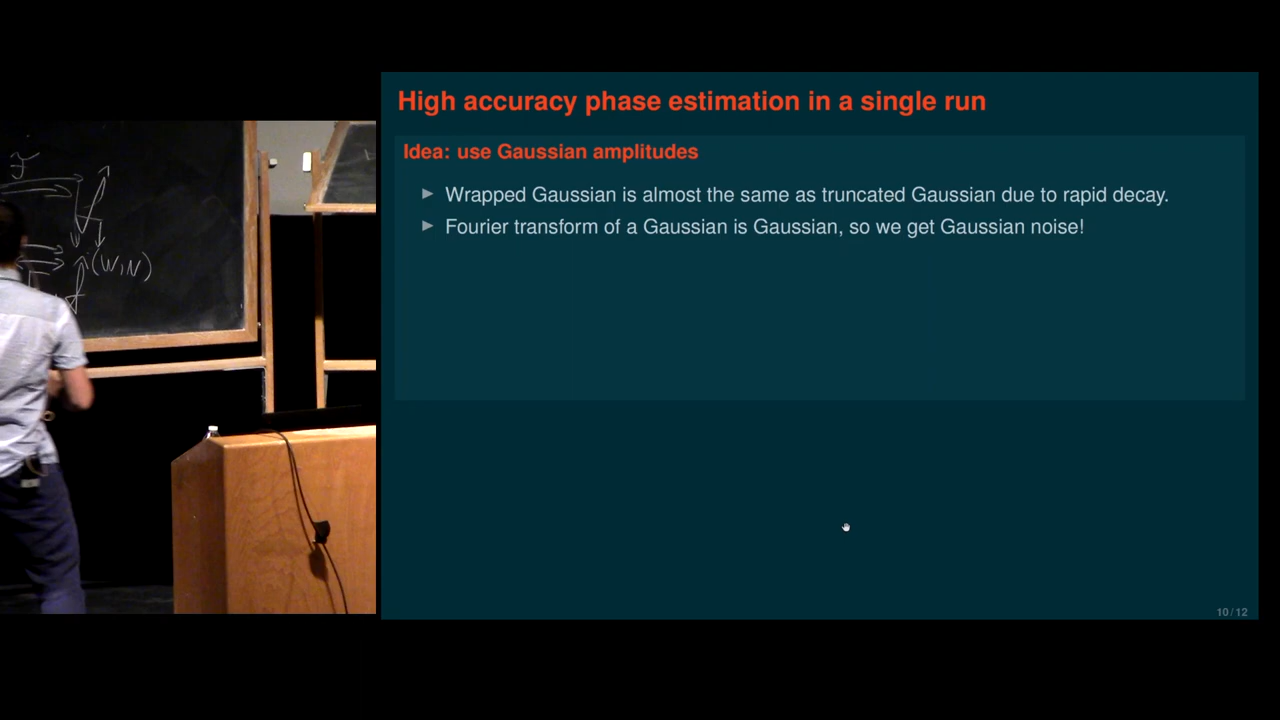 High accuracy phase estimation in a single run
Idea: use Gaussian amplitudes
Wrapped Gaussian is almost the same as truncated Gaussian due to rapid decay.
Fourier transform of a Gaussian is Gaussian, so we get Gaussian noise!
10 / 12